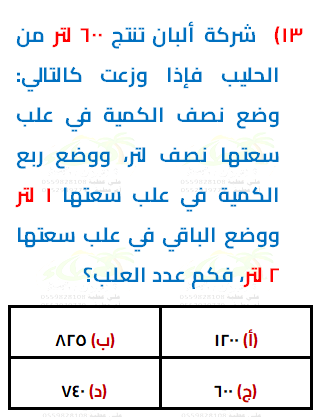 ١٣) شركة ألبان تنتج ٦٠٠ لتر من
الحليب فإذا وزعت كالتالي:
وضع نصف الكمية في علب
سعتها نصف لتر، ووضع ربع
الكمية في علب سعتها ١ لتر
ووضع الباقي في علب سعتها
٢ لتر، فكم عدد العلب؟
(أ) ١٢٠٠
(ب) ٨٢٥
(ج) ٦٠٠
(د) ٧٤٠